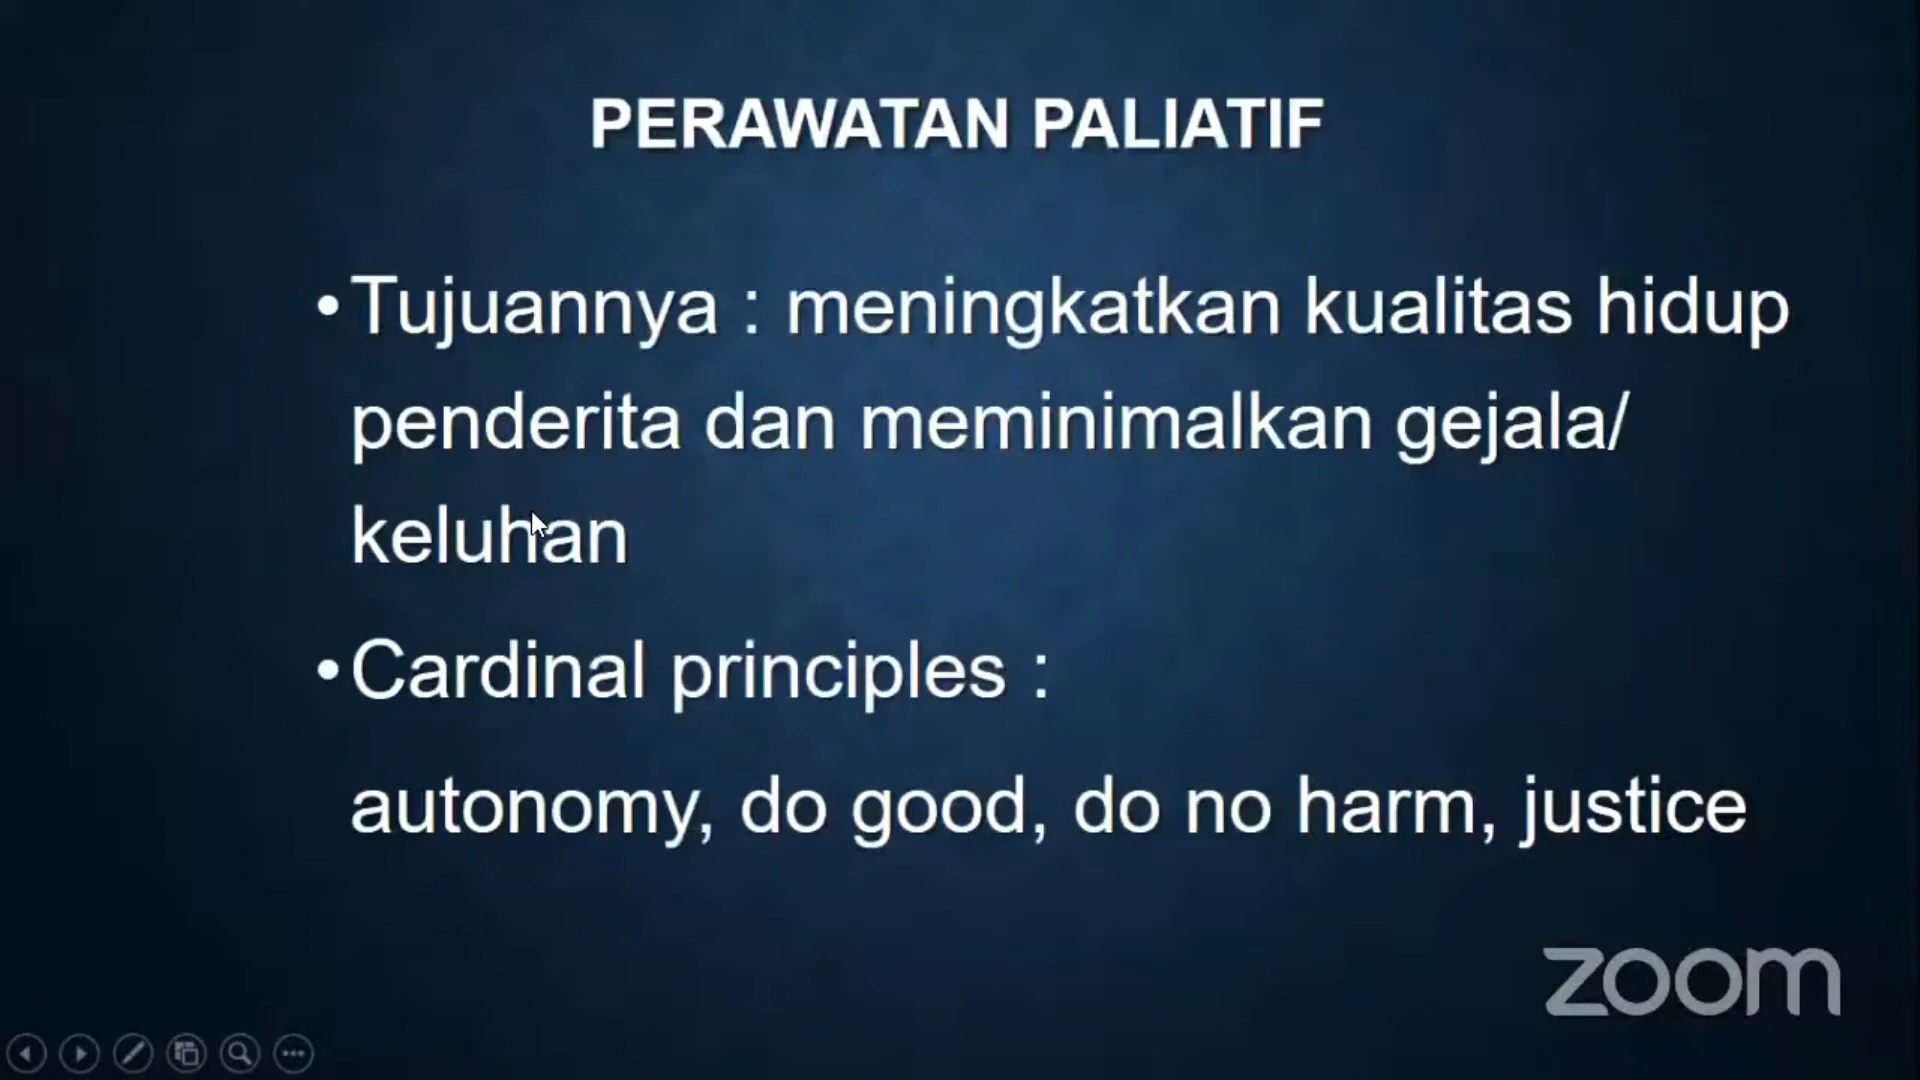 PERAWATAN PALIATIF
• Tujuannya : meningkatkan kualitas hidup
penderita dan meminimalkan gejala/
keluhan
• Cardinal principles :
autonomy, do good, do no harm, justice
zoom